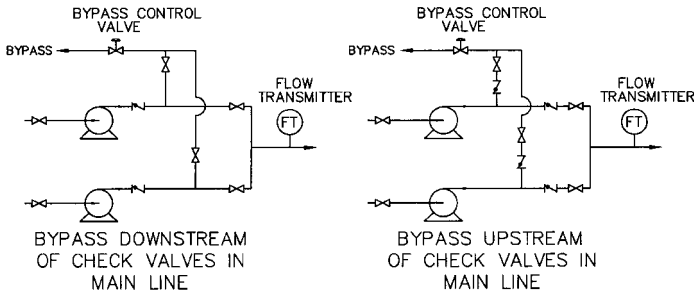 BYPASS CONTROL
VALVE
BYPASS
FLOW
TRANSMITTER
FT
BYPASS DOWNSTREAM
OF CHECK VALVES IN
MAIN LINE
BYPASS CONTROL
VALVE
BYPASS
FLOW
TRANSMITTER
FT
BYPASS UPSTREAM
OF CHECK VALVES IN
MAIN LINE